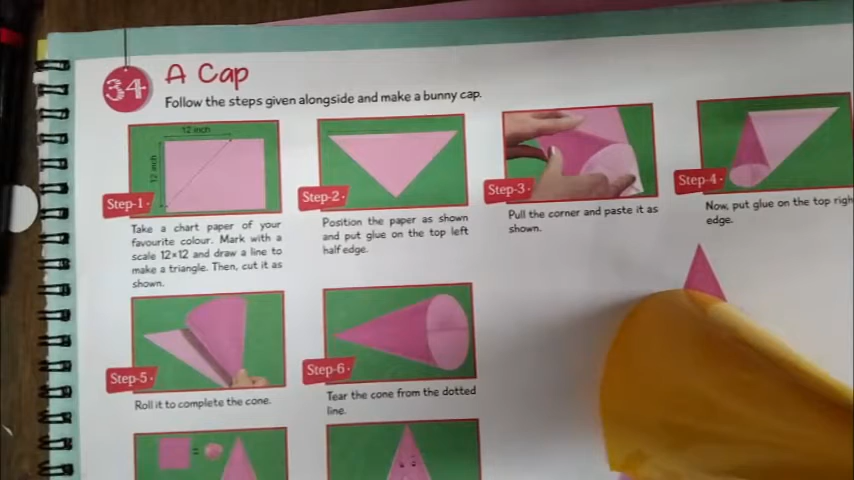 34
A Cap
Follow the steps given alongside and make a bunny cap.
12 inch
12 inch
Step-1
Take a chart paper of your
favourite colour. Mark with a
scale 12×12 and draw a line to
make a triangle. Then, cut it as
shown.
Step-2
Position the paper as shown
and put glue on the top left
half edge.
Step-3
Pull the corner and paste it as
shown.
Step-4
Now, put glue on the top
edge.
Step-5
Roll it to complete the cone.
Step-6
Tear the cone from the dotted
line.
=